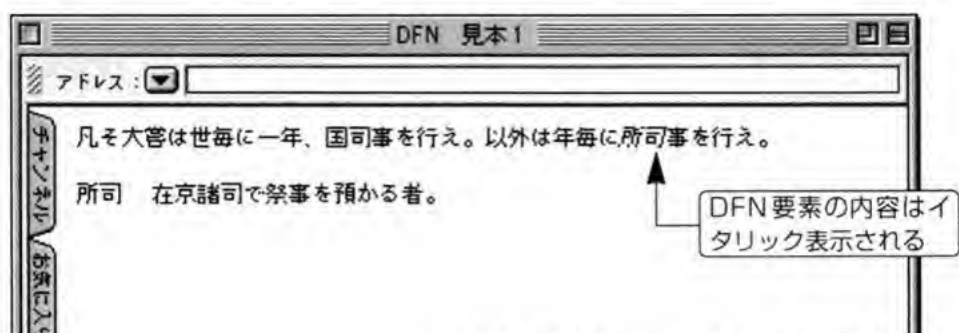 DFN 見本1
アドレス：
チャンネル
凡そ大嘗は世毎に一年、国司事を行え。以外は年毎に所司事を行え。
所司 在京諸司で祭事を預かる者。
DFN要素の内容はイ
タリック表示される
お気に入り